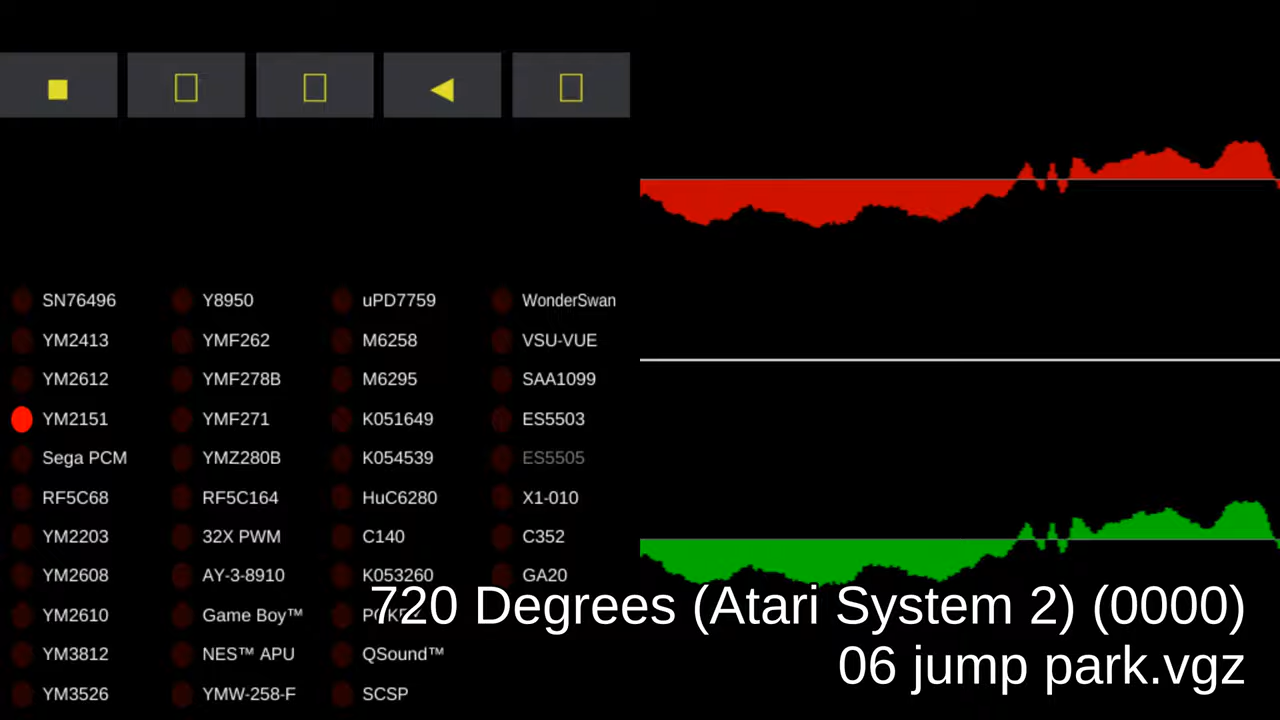 SN76496 Y8950 uPD7759 WonderSwan
YM2413 YMF262 M6258 VSU-VUE
YM2612 YMF278B M6295 SAA1099
YM2151 YMF271 K051649 ES5503
Sega PCM YMZ280B K054539 ES5505
RF5C68 RF5C164 HuC6280 X1-010
YM2203 32X PWM C140 C352
YM2608 AY-3-8910 K053260 GA20
YM2610 Game Boy™
720 Degrees (Atari System 2) (0000)
YM3812 NES™ APU QSound™
06 jump park.vgz
YM3526 YMW-258-F SCSP